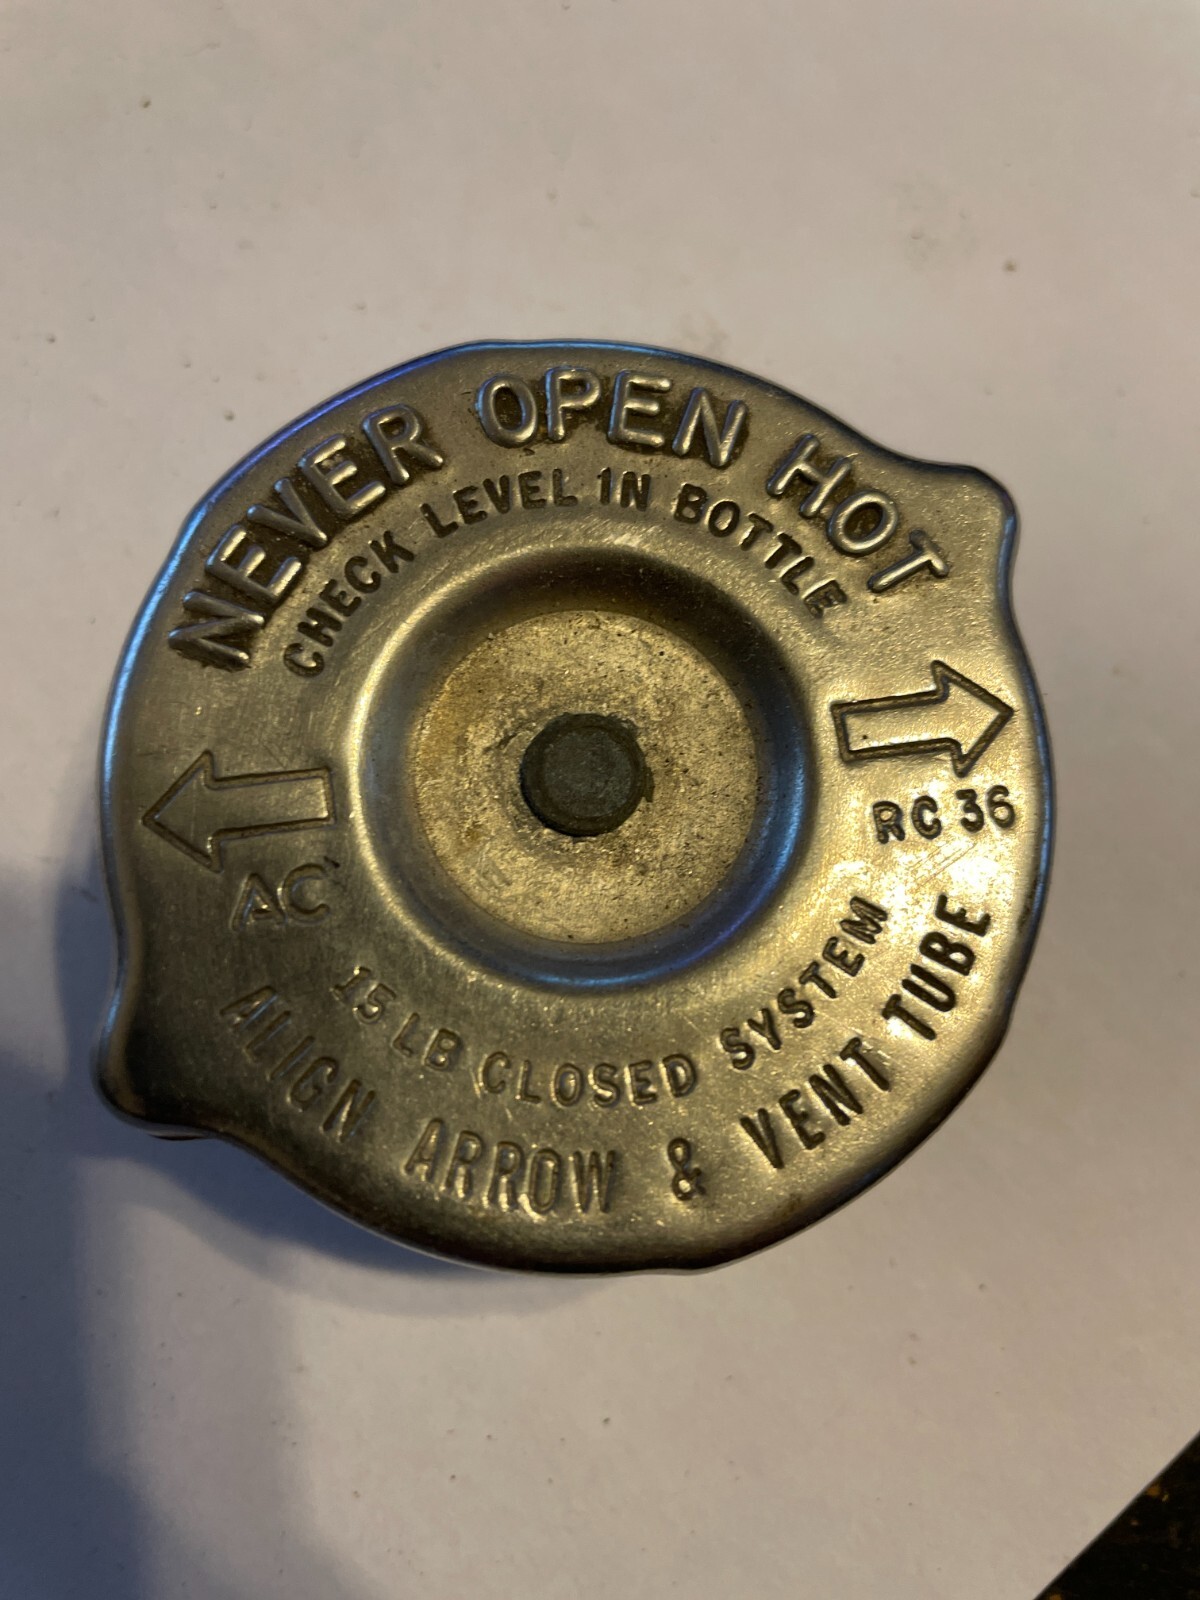 NEVER OPEN HOT
CHECK LEVEL IN BOTTLE
RC 36
AC
15 LB CLOSED SYSTEM
ALIGN ARROW & VENT TUBE